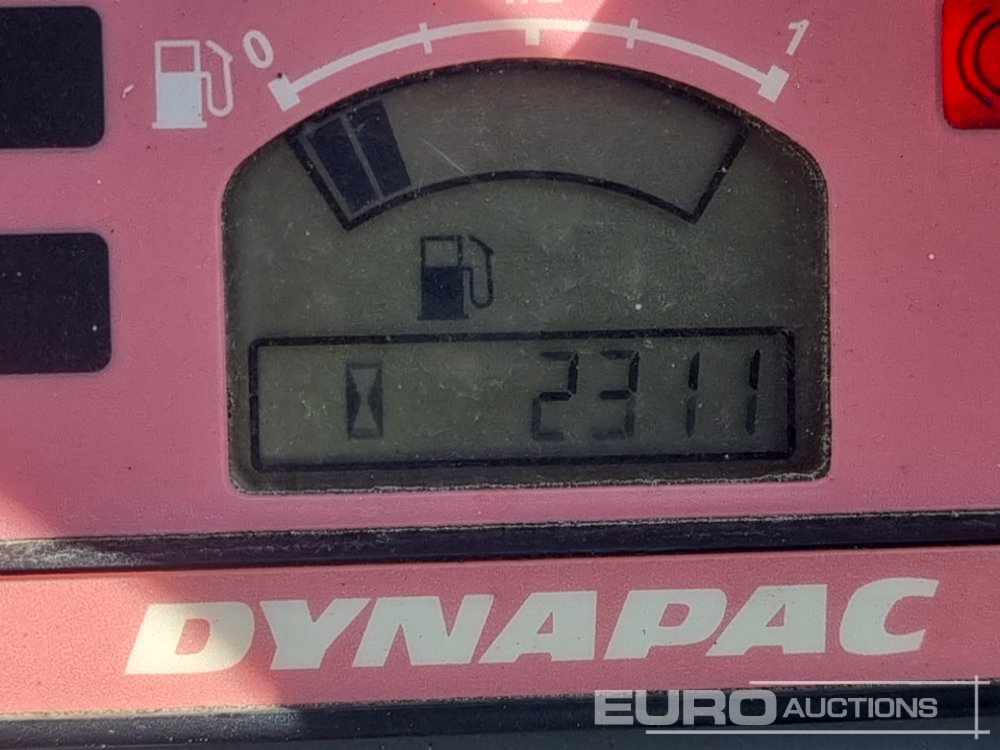 0 1
2311
DYNAPAC
EURO AUCTIONS